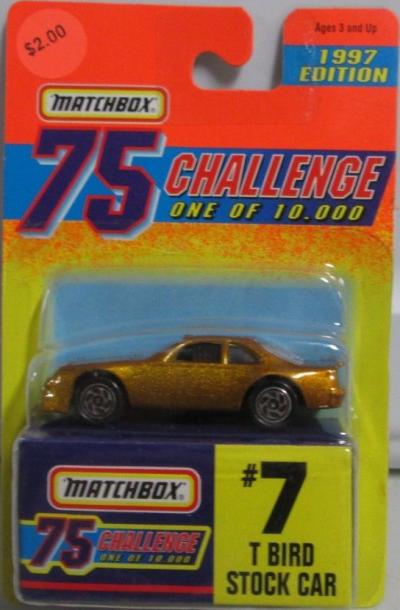 $2.00
Ages 3 and Up
1997
EDITION
MATCHBOX
75 CHALLENGE
ONE OF 10.000
MATCHBOX
75 CHALLENGE
ONE OF 10.000
#7
T BIRD
STOCK CAR